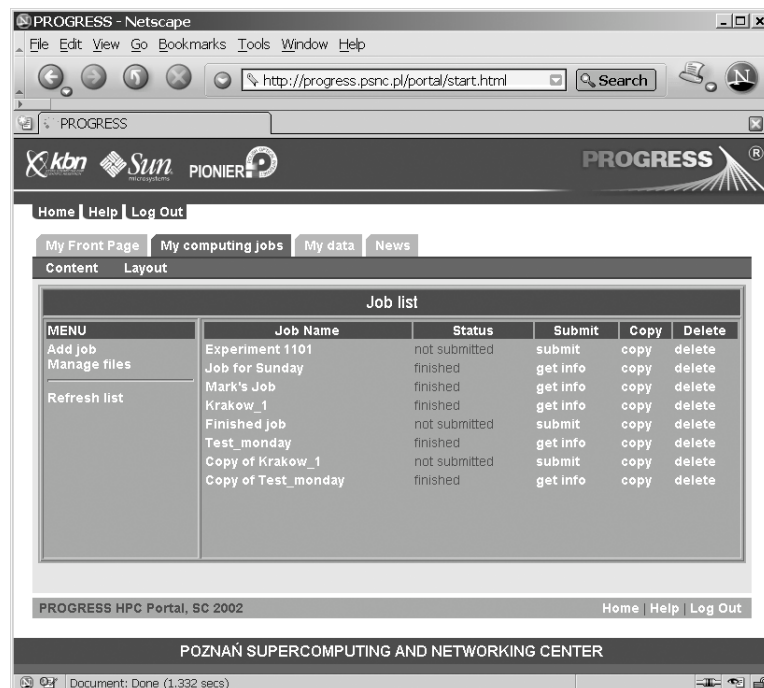 PROGRESS - Netscape
File Edit View Go Bookmarks Tools Window Help
http://progress.psnc.pl/portal/start.html Search N
PROGRESS
kbn Sun microsystems PIONIER PROGRESS ®
Home Help Log Out
My Front Page My computing jobs My data News
Content Layout
Job list
MENU Job Name Status Submit Copy Delete
Add job Experiment 1101 not submitted submit copy delete
Manage files Job for Sunday finished get info copy delete
Mark's Job finished get info copy delete
Refresh list Krakow_1 finished get info copy delete
Finished job not submitted submit copy delete
Test_monday finished get info copy delete
Copy of Krakow_1 not submitted submit copy delete
Copy of Test_monday finished get info copy delete
PROGRESS HPC Portal, SC 2002 Home | Help | Log Out
POZNAŃ SUPERCOMPUTING AND NETWORKING CENTER
Document: Done (1.332 secs)